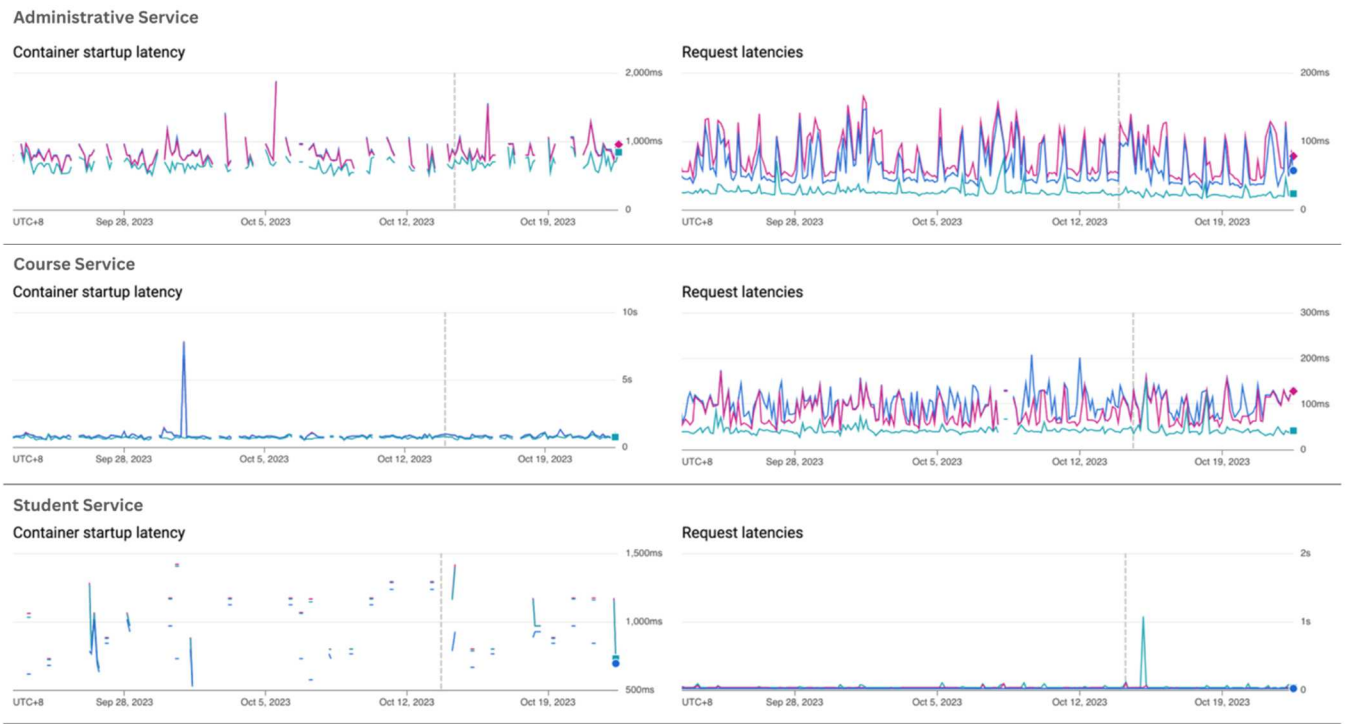 Administrative Service
Container startup latency
2,000ms
1,000ms
0
UTC+8 Sep 28, 2023 Oct 5, 2023 Oct 12, 2023 Oct 19, 2023
Request latencies
200ms
100ms
0
UTC+8 Sep 28, 2023 Oct 5, 2023 Oct 12, 2023 Oct 19, 2023
Course Service
Container startup latency
10s
5s
0
UTC+8 Sep 28, 2023 Oct 5, 2023 Oct 12, 2023 Oct 19, 2023
Request latencies
300ms
200ms
100ms
0
UTC+8 Sep 28, 2023 Oct 5, 2023 Oct 12, 2023 Oct 19, 2023
Student Service
Container startup latency
1,500ms
1,000ms
500ms
UTC+8 Sep 28, 2023 Oct 5, 2023 Oct 12, 2023 Oct 19, 2023
Request latencies
2s
1s
0
UTC+8 Sep 28, 2023 Oct 5, 2023 Oct 12, 2023 Oct 19, 2023